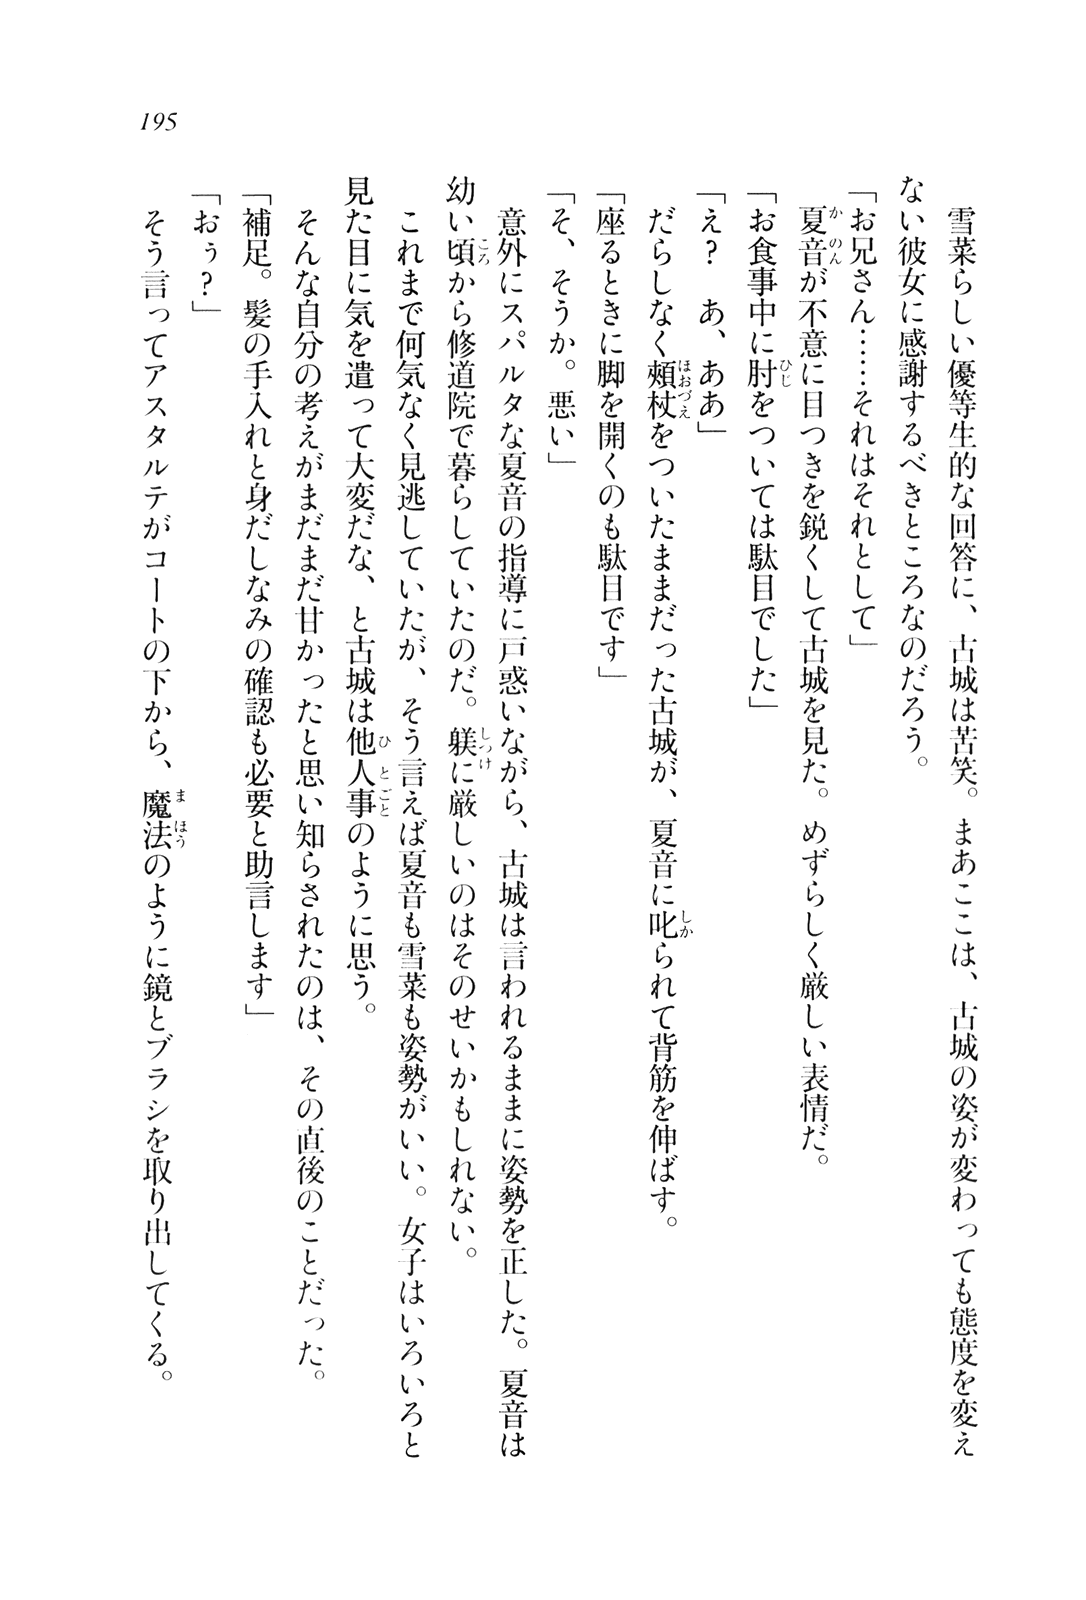 195
雪菜らしい優等生的な回答に、古城は苦笑。まあここは、古城の姿が変わっても態度を変え
ない彼女に感謝するべきところなのだろう。
「お兄さん……それはそれとして」
夏音が不意に目つきを鋭くして古城を見た。めずらしく厳しい表情だ。
「お食事中に肘をついては駄目でした」
「え？　あ、ああ」
だらしなく頰杖をついたままだった古城が、夏音に叱られて背筋を伸ばす。
「座るときに脚を開くのも駄目です」
「そ、そうか。悪い」
意外にスパルタな夏音の指導に戸惑いながら、古城は言われるままに姿勢を正した。夏音は
幼い頃から修道院で暮らしていたのだ。躾に厳しいのはそのせいかもしれない。
これまで何気なく見逃していたが、そう言えば夏音も雪菜も姿勢がいい。女子はいろいろと
見た目に気を遣って大変だな、と古城は他人事のように思う。
そんな自分の考えがまだまだ甘かったと思い知らされたのは、その直後のことだった。
「補足。髪の手入れと身だしなみの確認も必要と助言します」
「おぅ？」
そう言ってアスタルテがコートの下から、魔法のように鏡とブラシを取り出してくる。